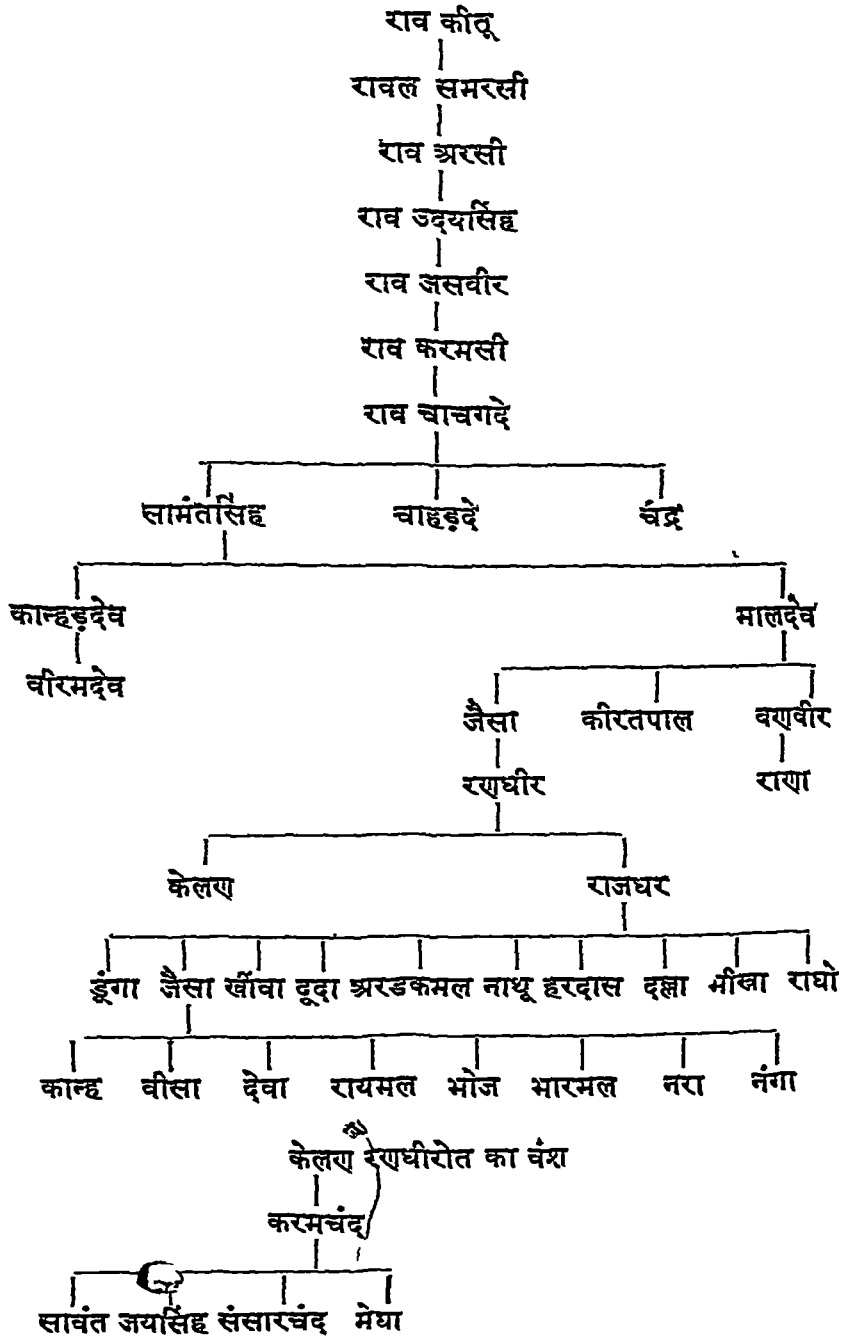 राव कीतू
रावल समरसी
राव अरसी
राव उदयसिंह
राव जसवीर
राव करमसी
राव चाचगदे
सामंतसिंह चाहड़दे चंद्र
कान्हड़देव मालदेव
वीरमदेव
जैसा कीरतपाल वणवीर
रणधीर राणा
केलण राजधर
डूंगा जैसा खींवा दूदा अरडकमल नाथू हरदास दल्ला भीखा राघो
कान्ह वीसा देवा रायमल भोज भारमल नरा नंगा
केलण रणधीरोत का वंश
करमचंद
सावंत जयसिंह संसारचंद मेघा